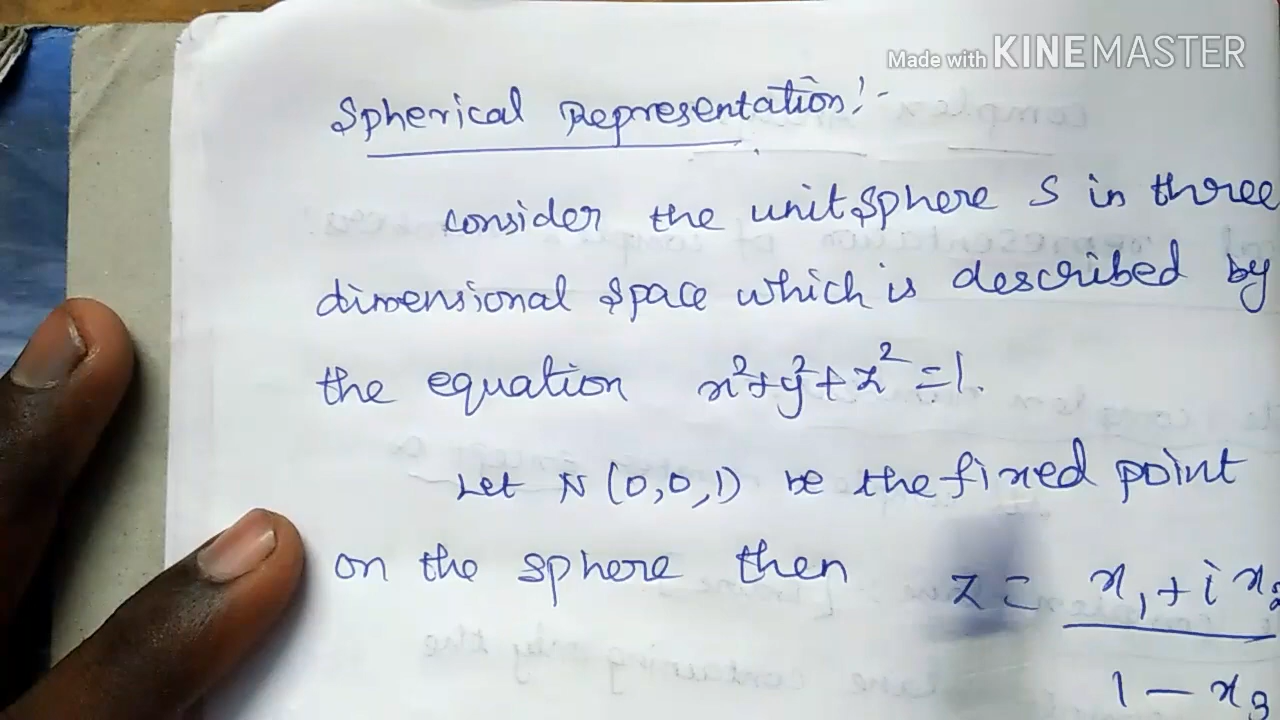 Made with KINEMASTER
Spherical Representation:-
consider the unit sphere S in three
dimensional space which is described by
the equation x²+y²+z²=1.
Let N (0,0,1) be the fixed point
on the sphere then z = x₁+ix₂
1-x₃